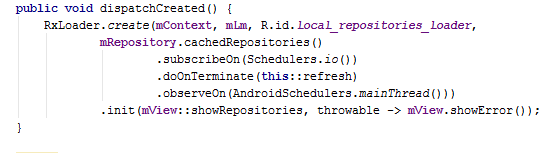 public void dispatchCreated() {
RxLoader.create(mContext, mLm, R.id.local_repositories_loader,
mRepository.cachedRepositories()
.subscribeOn(Schedulers.io())
.doOnTerminate(this::refresh)
.observeOn(AndroidSchedulers.mainThread()))
.init(mView::showRepositories, throwable -> mView.showError());
}